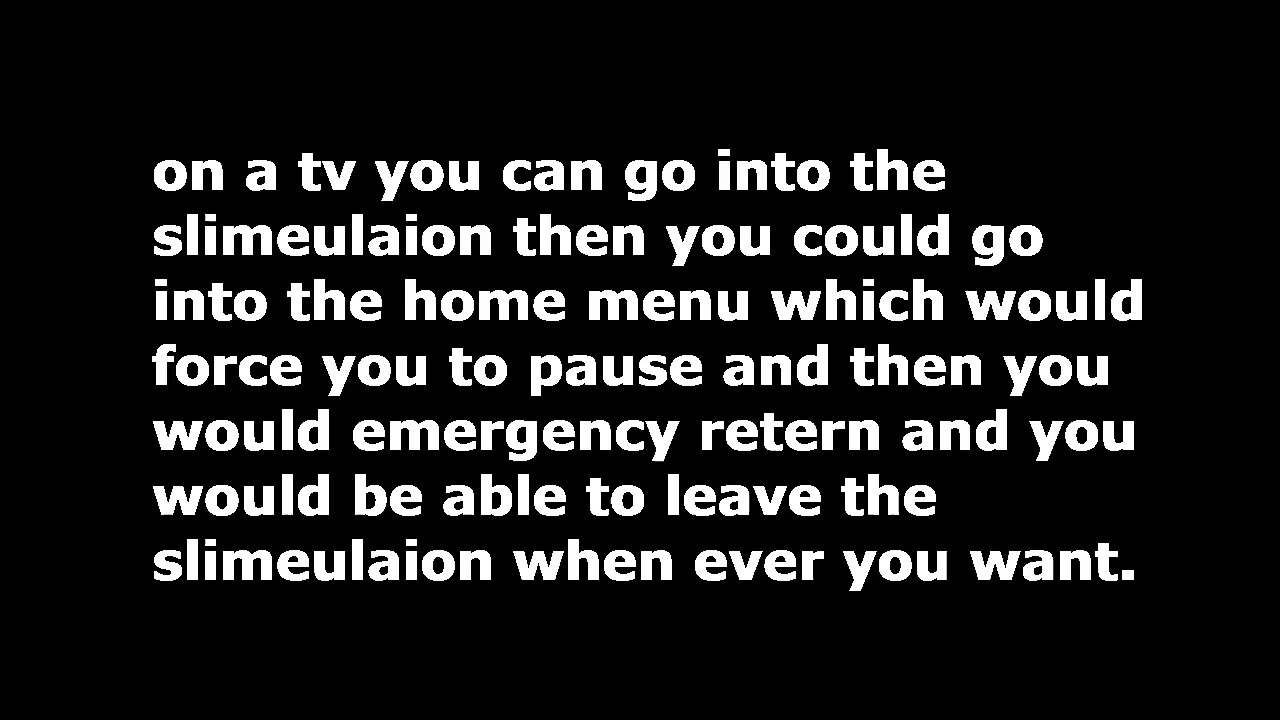 on a tv you can go into the
slimeulaion then you could go
into the home menu which would
force you to pause and then you
would emergency retern and you
would be able to leave the
slimeulaion when ever you want.